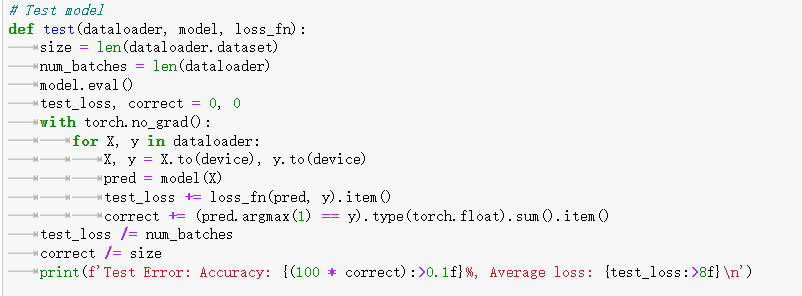 # Test model
def test(dataloader, model, loss_fn):
    size = len(dataloader.dataset)
    num_batches = len(dataloader)
    model.eval()
    test_loss, correct = 0, 0
    with torch.no_grad():
        for X, y in dataloader:
            X, y = X.to(device), y.to(device)
            pred = model(X)
            test_loss += loss_fn(pred, y).item()
            correct += (pred.argmax(1) == y).type(torch.float).sum().item()
    test_loss /= num_batches
    correct /= size
    print(f'Test Error: Accuracy: {(100 * correct):>0.1f}%, Average loss: {test_loss:>8f}\n')